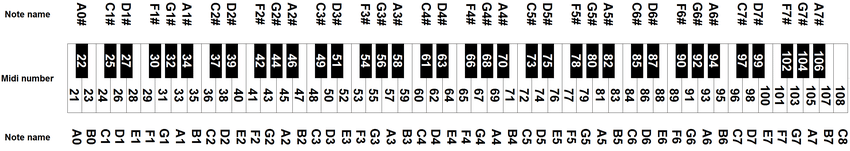 Note name A0# C1# D1# F1# G1# A1# C2# D2# F2# G2# A2# C3# D3# F3# G3# A3# C4# D4# F4# G4# A4# C5# D5# F5# G5# A5# C6# D6# F6# G6# A6# C7# D7# F7# G7# A7#
22 25 27 30 32 34 37 39 42 44 46 49 51 54 56 58 61 63 66 68 70 73 75 78 80 82 85 87 90 92 94 97 99 102 104 106
Midi number
21 23 24 26 28 29 31 33 35 36 38 40 41 43 45 47 48 50 52 53 55 57 59 60 62 64 65 67 69 71 72 74 76 77 79 81 83 84 86 88 89 91 93 95 96 98 100 101 103 105 107 108
Note name A0 B0 C1 D1 E1 F1 G1 A1 B1 C2 D2 E2 F2 G2 A2 B2 C3 D3 E3 F3 G3 A3 B3 C4 D4 E4 F4 G4 A4 B4 C5 D5 E5 F5 G5 A5 B5 C6 D6 E6 F6 G6 A6 B6 C7 D7 E7 F7 G7 A7 B7 C8